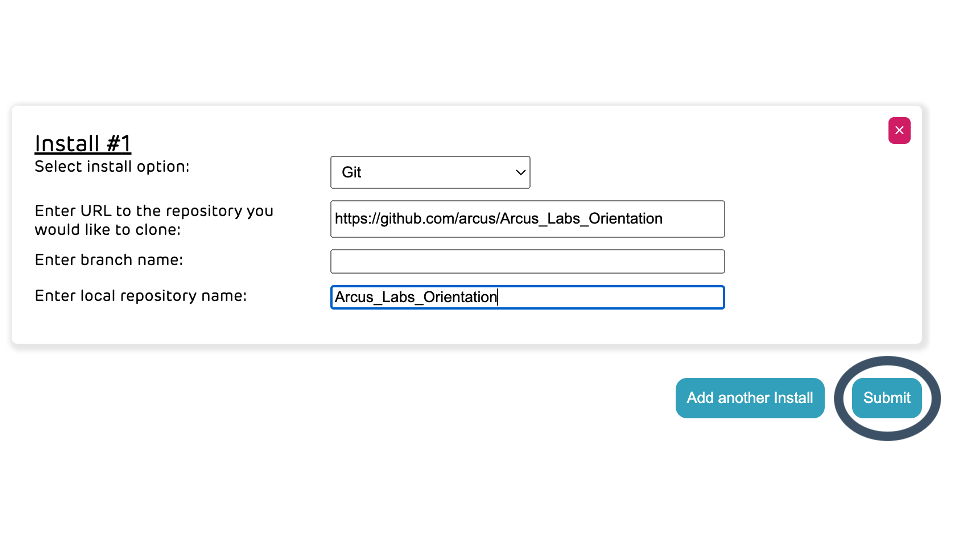 Install #1
×
Select install option:
Git
Enter URL to the repository you
would like to clone:
https://github.com/arcus/Arcus_Labs_Orientation
Enter branch name:
Enter local repository name:
Arcus_Labs_Orientation
Add another Install
Submit